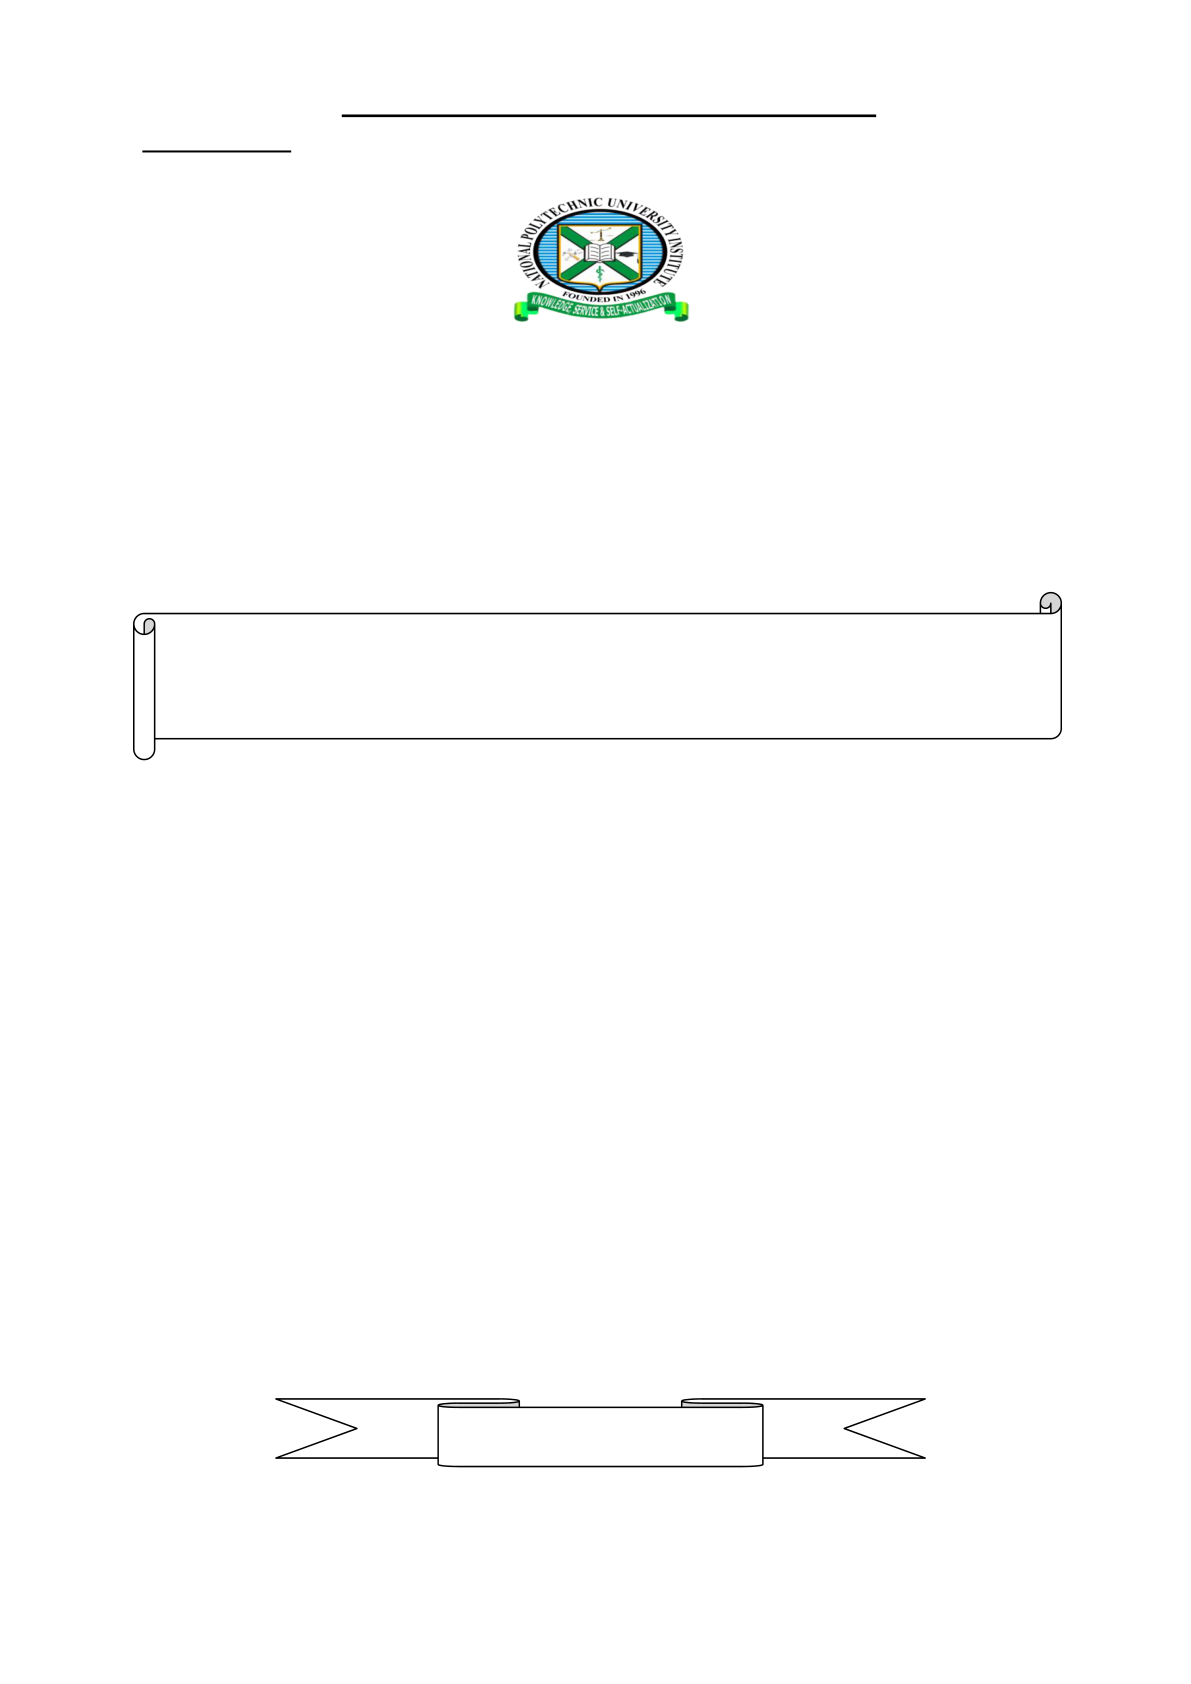 NATIONAL POLYTECHNIC UNIVERSITY INSTITUTE
FOUNDED IN 1996
KNOWLEDGE SERVICE & SELF-ACTUALIZATION